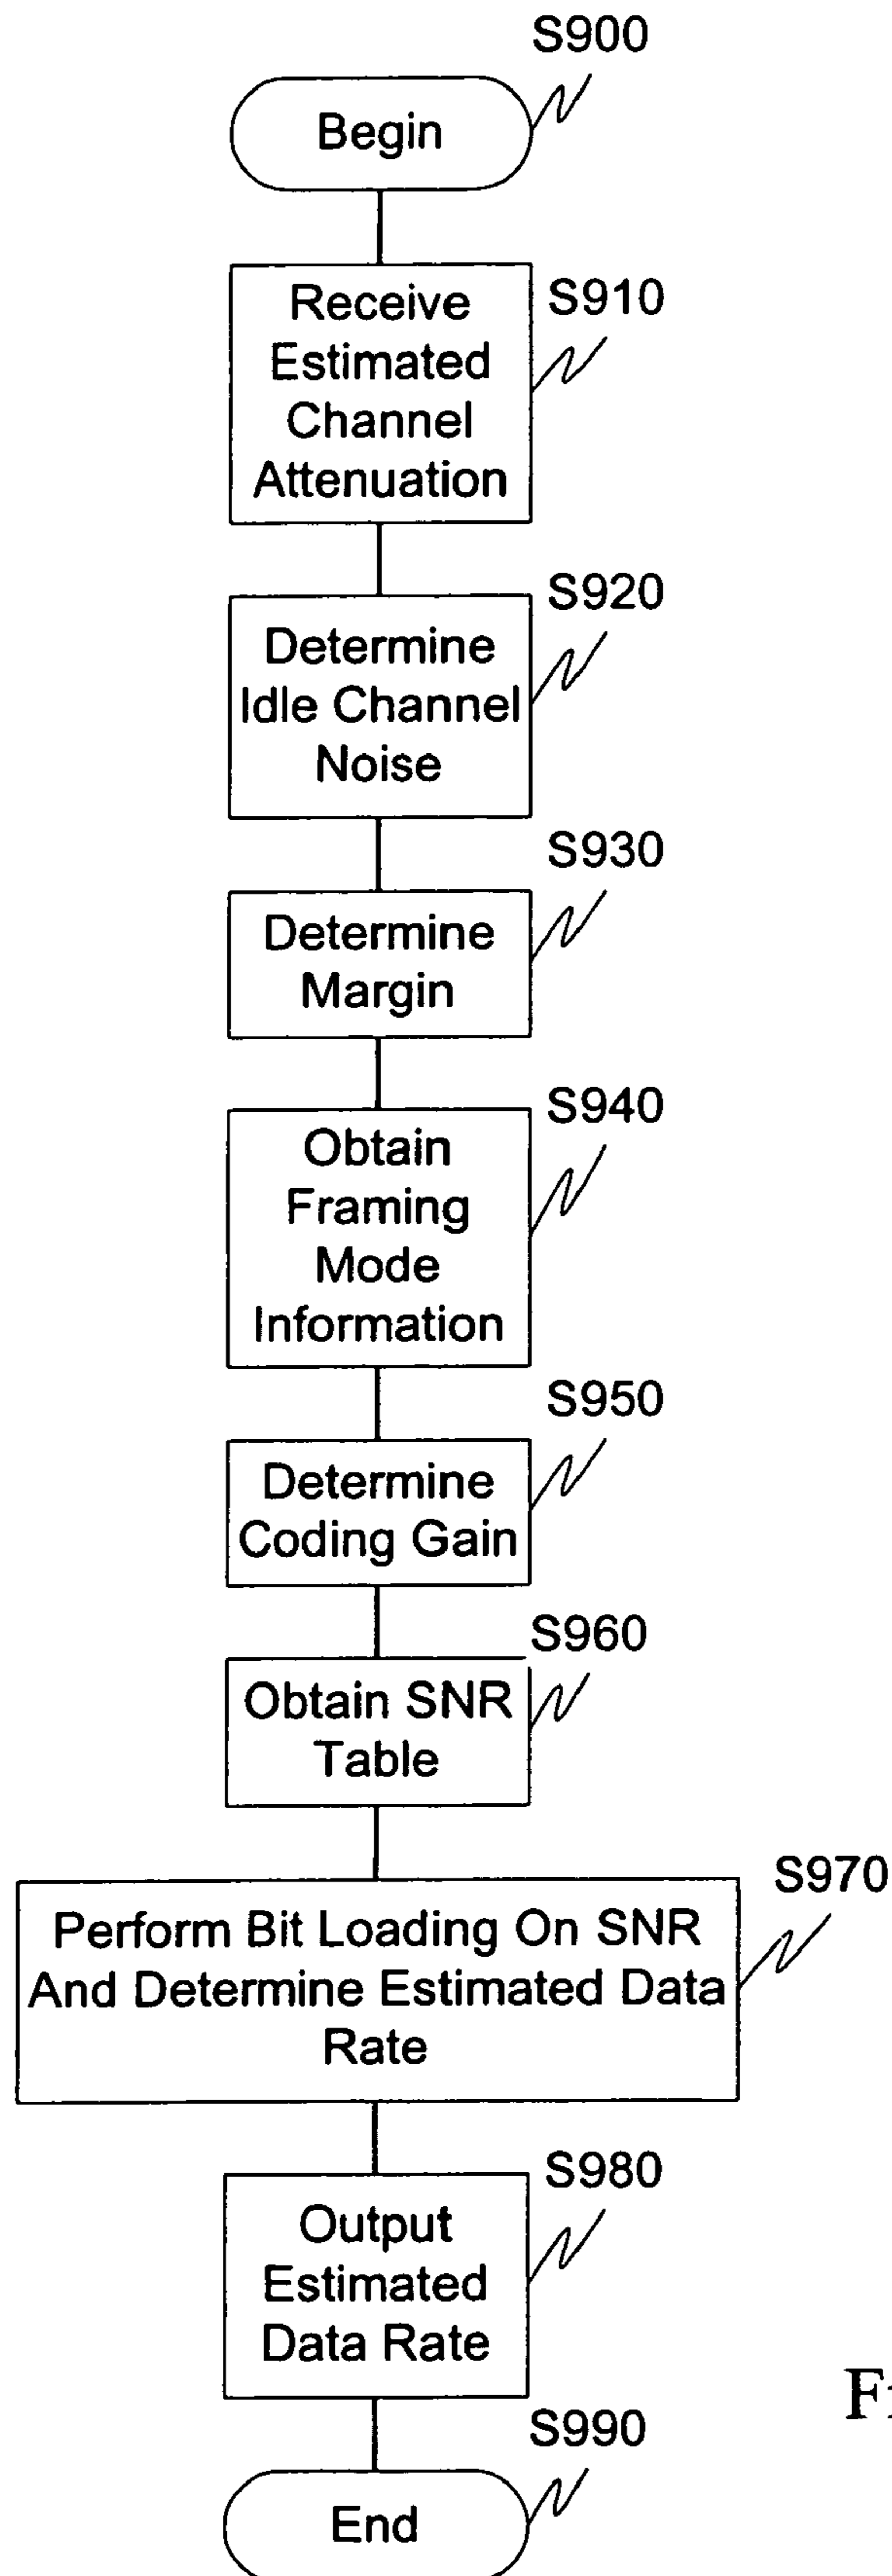 S900
Begin
S910
Receive
Estimated
Channel
Attenuation
S920
Determine
Idle Channel
Noise
S930
Determine
Margin
S940
Obtain
Framing
Mode
Information
S950
Determine
Coding Gain
S960
Obtain SNR
Table
S970
Perform Bit Loading On SNR
And Determine Estimated Data
Rate
S980
Output
Estimated
Data Rate
S990
End